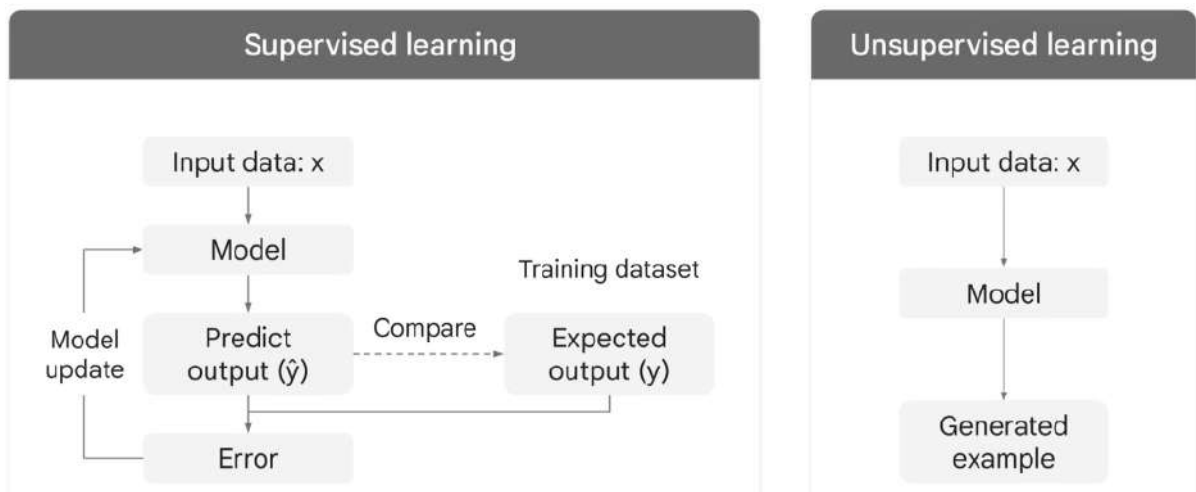 Supervised learning
Input data: x
Model
Training dataset
Model
update
Predict
output (ŷ)
Compare
Expected
output (y)
Error
Unsupervised learning
Input data: x
Model
Generated
example